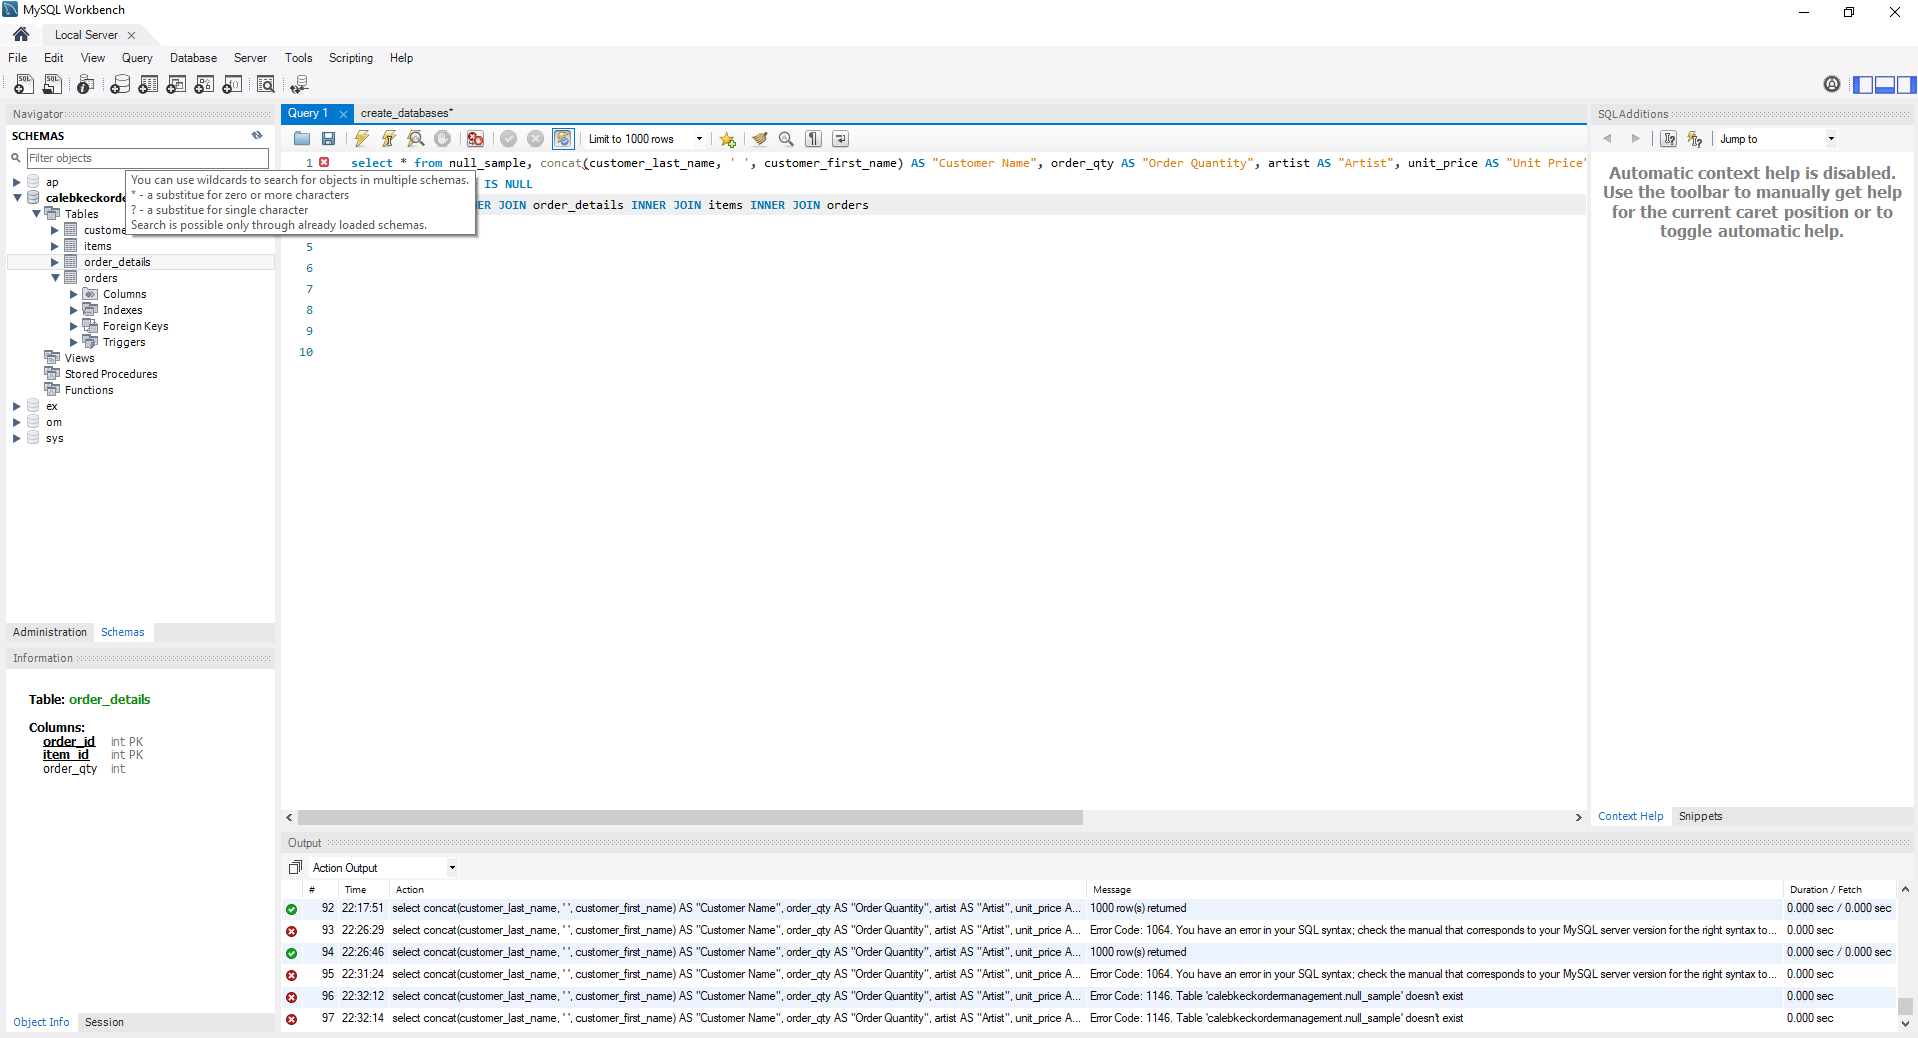 MySQL Workbench
Local Server
File Edit View Query Database Server Tools Scripting Help
Navigator
SCHEMAS
Filter objects
ap
calebkeckorde
Tables
custome
items
order_details
orders
Columns
Indexes
Foreign Keys
Triggers
Views
Stored Procedures
Functions
ex
om
sys
You can use wildcards to search for objects in multiple schemas.
* - a substitue for zero or more characters
? - a substitue for single character
Search is possible only through already loaded schemas.
Administration Schemas
Information
Table: order_details
Columns:
order_id int PK
item_id int PK
order_qty int
Object Info Session
Query 1 create_databases*
Limit to 1000 rows
1 select * from null_sample, concat(customer_last_name, ' ', customer_first_name) AS "Customer Name", order_qty AS "Order Quantity", artist AS "Artist", unit_price AS "Unit Price"
IS NULL
ER JOIN order_details INNER JOIN items INNER JOIN orders
5
6
7
8
9
10
SQLAdditions
Jump to
Automatic context help is disabled.
Use the toolbar to manually get help
for the current caret position or to
toggle automatic help.
Context Help Snippets
Output
Action Output
# Time Action Message Duration / Fetch
92 22:17:51 select concat(customer_last_name, ' ', customer_first_name) AS "Customer Name", order_qty AS "Order Quantity", artist AS "Artist", unit_price A... 1000 row(s) returned 0.000 sec / 0.000 sec
93 22:26:29 select concat(customer_last_name, ' ', customer_first_name) AS "Customer Name", order_qty AS "Order Quantity", artist AS "Artist", unit_price A... Error Code: 1064. You have an error in your SQL syntax; check the manual that corresponds to your MySQL server version for the right syntax to... 0.000 sec
94 22:26:46 select concat(customer_last_name, ' ', customer_first_name) AS "Customer Name", order_qty AS "Order Quantity", artist AS "Artist", unit_price A... 1000 row(s) returned 0.000 sec / 0.000 sec
95 22:31:24 select concat(customer_last_name, ' ', customer_first_name) AS "Customer Name", order_qty AS "Order Quantity", artist AS "Artist", unit_price A... Error Code: 1064. You have an error in your SQL syntax; check the manual that corresponds to your MySQL server version for the right syntax to... 0.000 sec
96 22:32:12 select concat(customer_last_name, ' ', customer_first_name) AS "Customer Name", order_qty AS "Order Quantity", artist AS "Artist", unit_price A... Error Code: 1146. Table 'calebkeckordermanagement.null_sample' doesn't exist 0.000 sec
97 22:32:14 select concat(customer_last_name, ' ', customer_first_name) AS "Customer Name", order_qty AS "Order Quantity", artist AS "Artist", unit_price A... Error Code: 1146. Table 'calebkeckordermanagement.null_sample' doesn't exist 0.000 sec